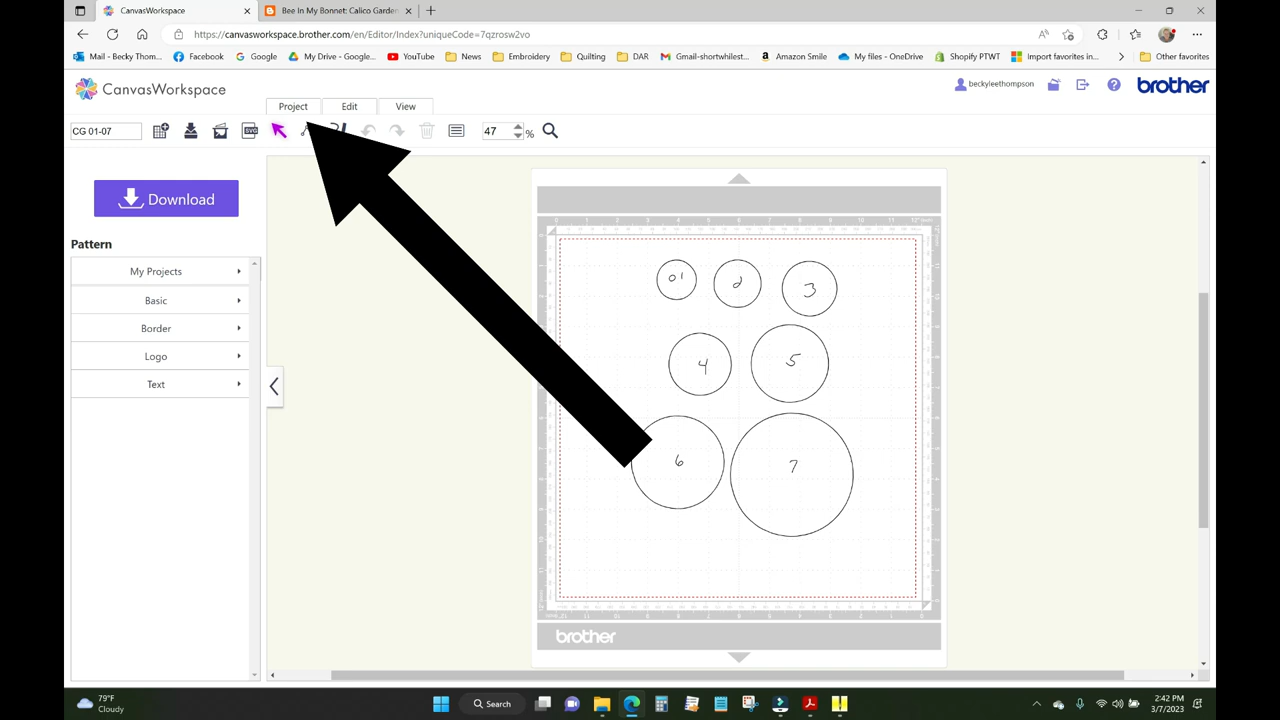 CanvasWorkspace
Bee In My Bonnet: Calico Garden
https://canvasworkspace.brother.com/en/Editor/Index?uniqueCode=7qzrosw2vo
Mail - Becky Thom...
Facebook
Google
My Drive - Google...
YouTube
News
Embroidery
Quilting
DAR
Gmail-shortwhilest...
Amazon Smile
My files - OneDrive
Shopify PTWT
Import favorites in...
Other favorites
CanvasWorkspace
beckyleethompson
brother
Project
Edit
View
CG 01-07
SVG
47
%
Download
Pattern
My Projects
Basic
Border
Logo
Text
01
2
3
4
5
6
7
brother
79°F
Cloudy
Search
2:42 PM
3/7/2023